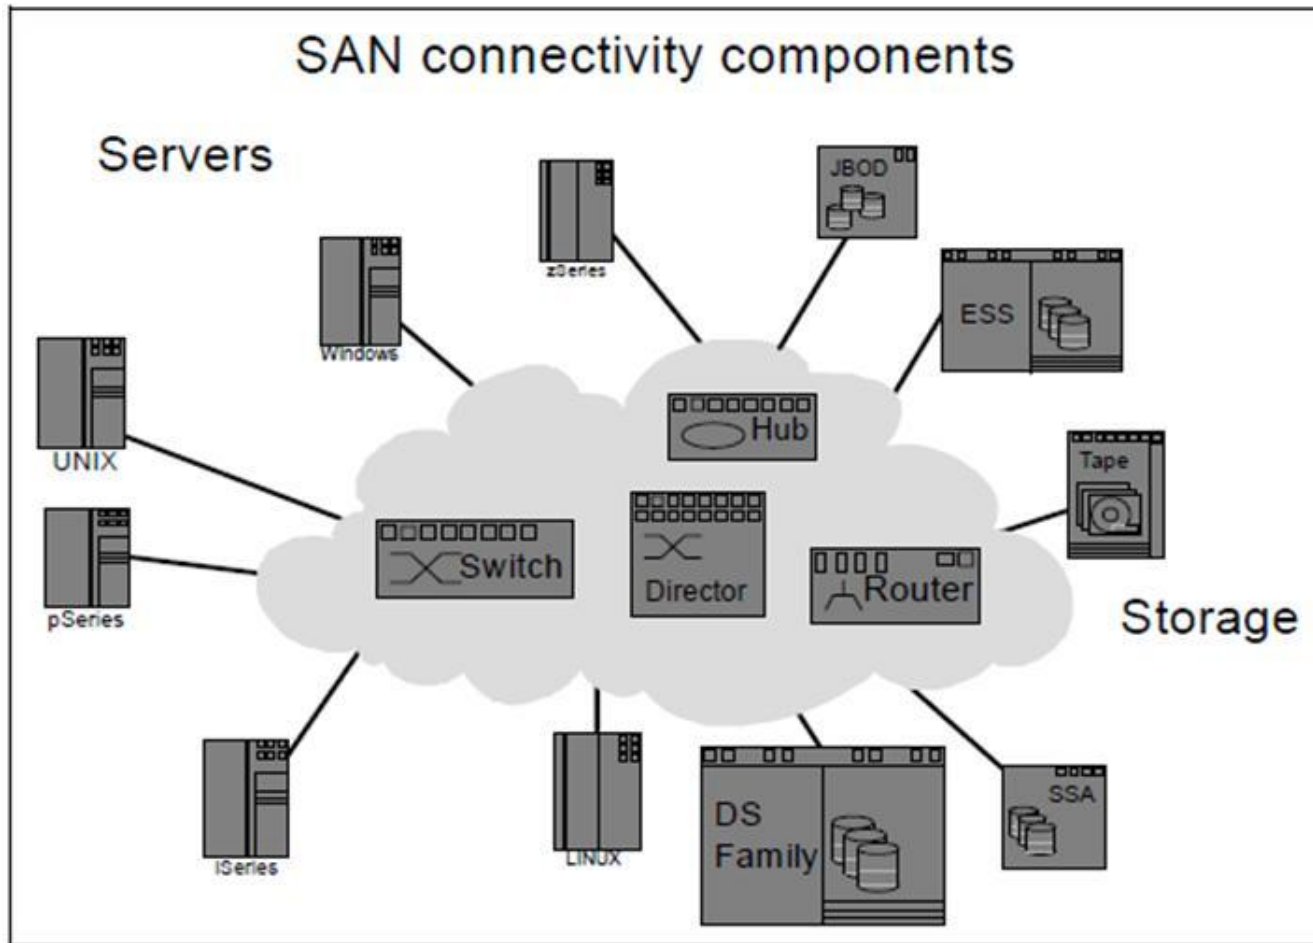 SAN connectivity components
Servers
zSeries
JBOD
Windows
ESS
UNIX
Hub
Tape
pSeries
Switch
Director
Router
Storage
iSeries
LINUX
DS
Family
SSA